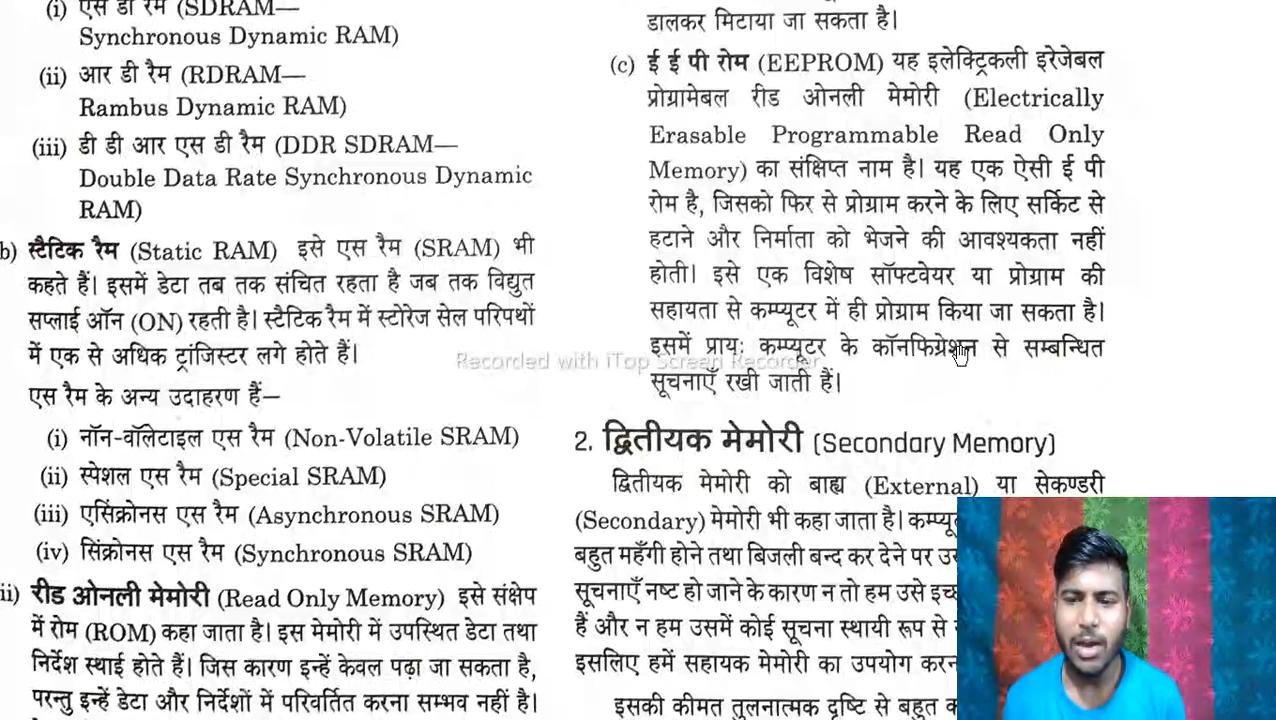 (i) एस डी रैम (SDRAM—
Synchronous Dynamic RAM)
(ii) आर डी रैम (RDRAM—
Rambus Dynamic RAM)
(iii) डी डी आर एस डी रैम (DDR SDRAM—
Double Data Rate Synchronous Dynamic
RAM)
b) स्टैटिक रैम (Static RAM) इसे एस रैम (SRAM) भी
कहते हैं। इसमें डेटा तब तक संचित रहता है जब तक विद्युत
सप्लाई ऑन (ON) रहती है। स्टैटिक रैम में स्टोरेज सेल परिपथों
में एक से अधिक ट्रांजिस्टर लगे होते हैं।
एस रैम के अन्य उदाहरण हैं—
(i) नॉन-वॉलेटाइल एस रैम (Non-Volatile SRAM)
(ii) स्पेशल एस रैम (Special SRAM)
(iii) एसिंक्रोनस एस रैम (Asynchronous SRAM)
(iv) सिंक्रोनस एस रैम (Synchronous SRAM)
ii) रीड ओनली मेमोरी (Read Only Memory) इसे संक्षेप
में रोम (ROM) कहा जाता है। इस मेमोरी में उपस्थित डेटा तथा
निर्देश स्थाई होते हैं। जिस कारण इन्हें केवल पढ़ा जा सकता है,
परन्तु इन्हें डेटा और निर्देशों में परिवर्तित करना सम्भव नहीं है।
डालकर मिटाया जा सकता है।
(c) ई ई पी रोम (EEPROM) यह इलेक्ट्रिकली इरेजेबल
प्रोग्रामेबल रीड ओनली मेमोरी (Electrically
Erasable Programmable Read Only
Memory) का संक्षिप्त नाम है। यह एक ऐसी ई पी
रोम है, जिसको फिर से प्रोग्राम करने के लिए सर्किट से
हटाने और निर्माता को भेजने की आवश्यकता नहीं
होती। इसे एक विशेष सॉफ्टवेयर या प्रोग्राम की
सहायता से कम्प्यूटर में ही प्रोग्राम किया जा सकता है।
इसमें प्रायः कम्प्यूटर के कॉनफिग्रेशन से सम्बन्धित
सूचनाएँ रखी जाती हैं।
Recorded with iTop Screen Recorder
2. द्वितीयक मेमोरी (Secondary Memory)
द्वितीयक मेमोरी को बाह्य (External) या सेकण्डरी
(Secondary) मेमोरी भी कहा जाता है।
बहुत महँगी होने तथा बिजली बन्द कर देने पर
सूचनाएँ नष्ट हो जाने के कारण न तो हम उसे
हैं और न हम उसमें कोई सूचना स्थायी रूप से
इसलिए हमें सहायक मेमोरी का उपयोग
इसकी कीमत तुलनात्मक दृष्टि से बहुत